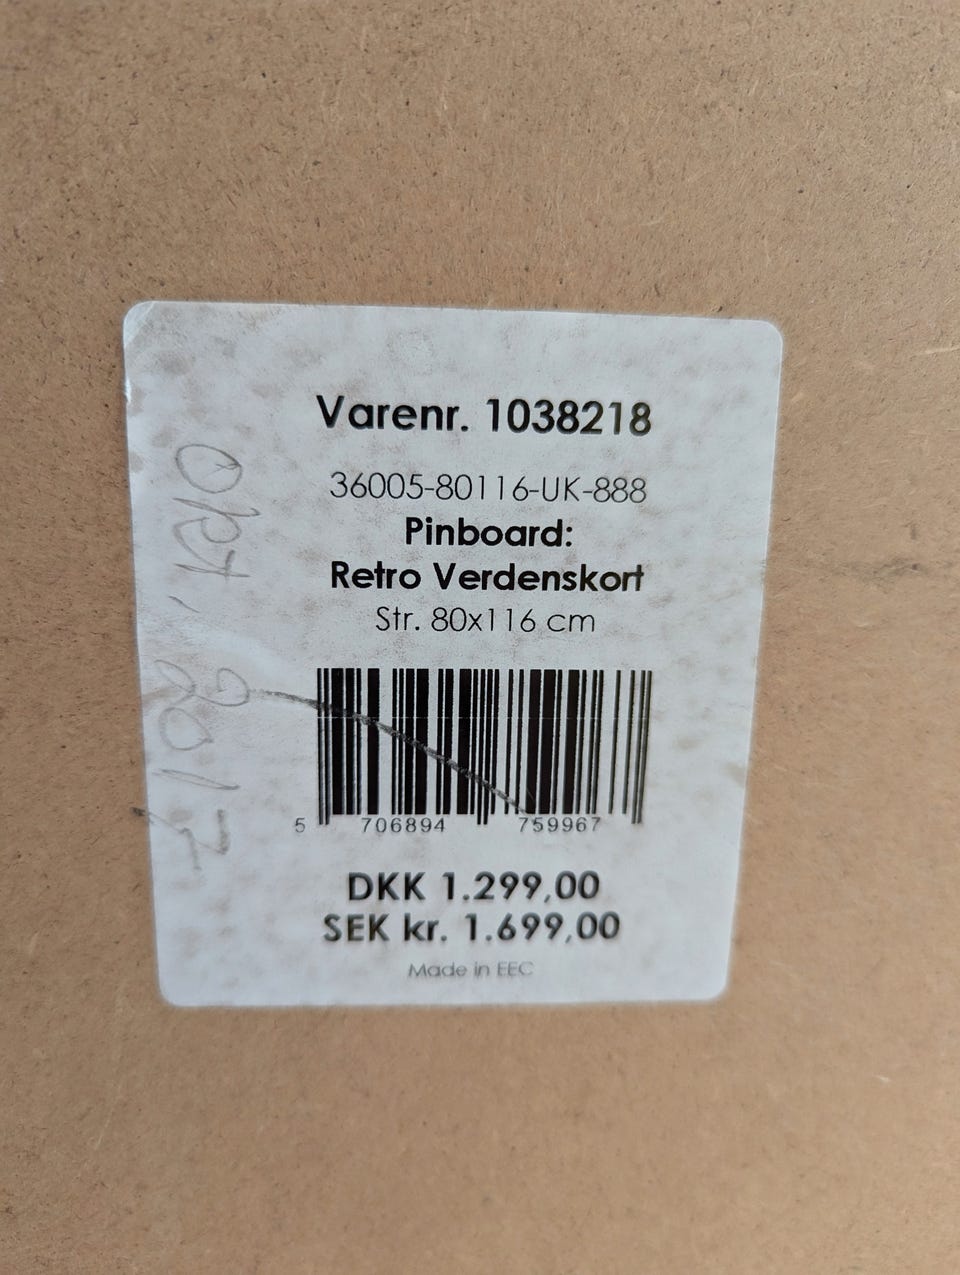 Varenr. 1038218
36005-80116-UK-888
Pinboard:
Retro Verdenskort
Str. 80x116 cm
5 706894 759967
DKK 1.299,00
SEK kr. 1.699,00
Made in EEC